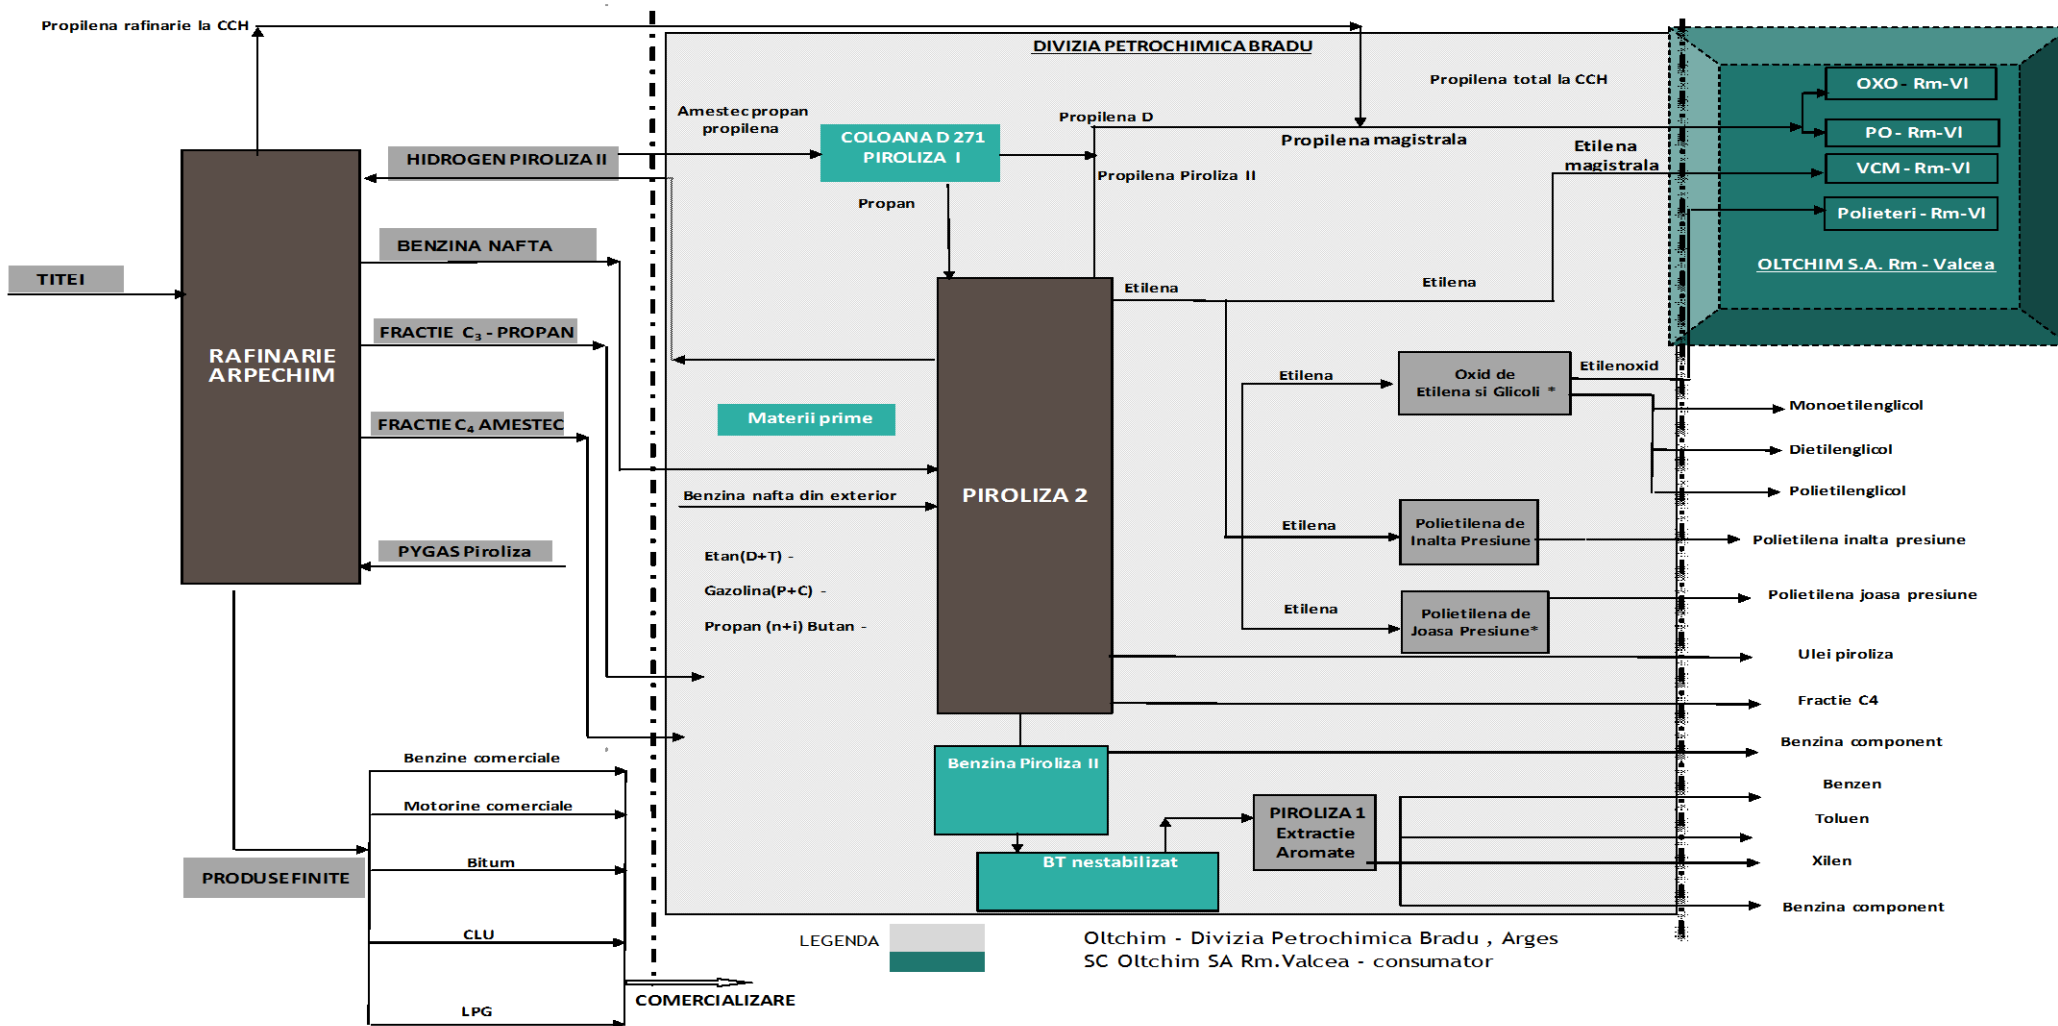 Propilena rafinarie la CCH
DIVIZIA PETROCHIMICA BRADU
Propilena total la CCH
OXO - Rm-Vl
PO - Rm-Vl
VCM - Rm-Vl
Polieteri - Rm-Vl
OLTCHIM S.A. Rm - Valcea
Amestec propan
propilena
COLOANA D 271
PIROLIZA I
Propilena D
Propilena magistrala
Etilena
magistrala
HIDROGEN PIROLIZA II
Propilena Piroliza II
Propan
BENZINA NAFTA
TITEI
Etilena
Etilena
FRACTIE C₃ - PROPAN
RAFINARIE
ARPECHIM
Etilena
Oxid de
Etilena si Glicoli *
Etilenoxid
Monoetilenglicol
Dietilenglicol
Polietilenglicol
FRACTIE C₄ AMESTEC
Materii prime
PIROLIZA 2
Benzina nafta din exterior
Etilena
Polietilena de
Inalta Presiune
Polietilena inalta presiune
PYGAS Piroliza
Etan(D+T) -
Gazolina(P+C) -
Propan (n+i) Butan -
Etilena
Polietilena de
Joasa Presiune*
Polietilena joasa presiune
Ulei piroliza
Fractie C4
Benzina component
Benzina Piroliza II
Benzen
Toluen
Xilen
Benzina component
PIROLIZA 1
Extractie
Aromate
BT nestabilizat
Benzine comerciale
Motorine comerciale
Bitum
PRODUSE FINITE
CLU
LPG
COMERCIALIZARE
LEGENDA
Oltchim - Divizia Petrochimica Bradu , Arges
SC Oltchim SA Rm.Valcea - consumator